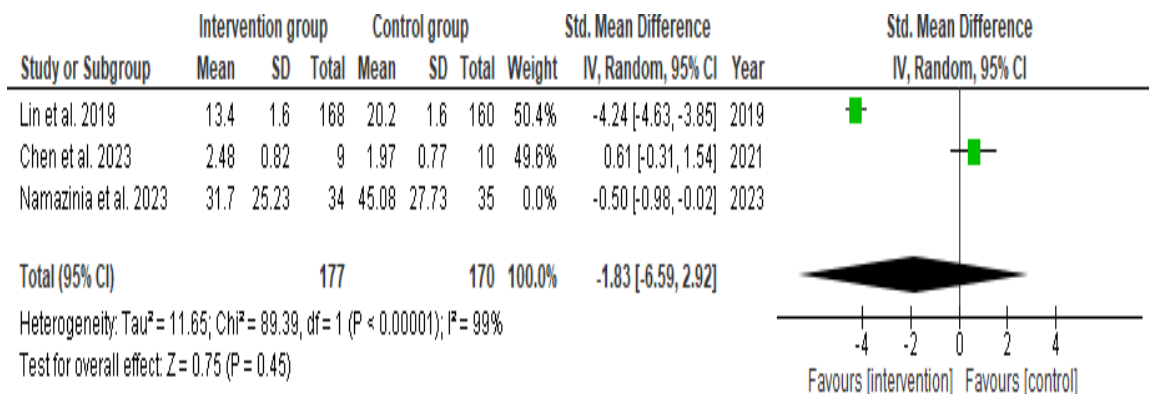 Intervention group Control group Std. Mean Difference Std. Mean Difference
Study or Subgroup Mean SD Total Mean SD Total Weight IV, Random, 95% CI Year IV, Random, 95% CI
Lin et al. 2019 13.4 1.6 168 20.2 1.6 160 50.4% -4.24 [-4.63, -3.85] 2019
Chen et al. 2023 2.48 0.82 9 1.97 0.77 10 49.6% 0.61 [-0.31, 1.54] 2021
Namazinia et al. 2023 31.7 25.23 34 45.08 27.73 35 0.0% -0.50 [-0.98, -0.02] 2023
Total (95% CI) 177 170 100.0% -1.83 [-6.59, 2.92]
Heterogeneity: Tau² = 11.65; Chi² = 89.39, df = 1 (P < 0.00001); I² = 99%
Test for overall effect: Z = 0.75 (P = 0.45)
-4 -2 0 2 4
Favours [intervention] Favours [control]